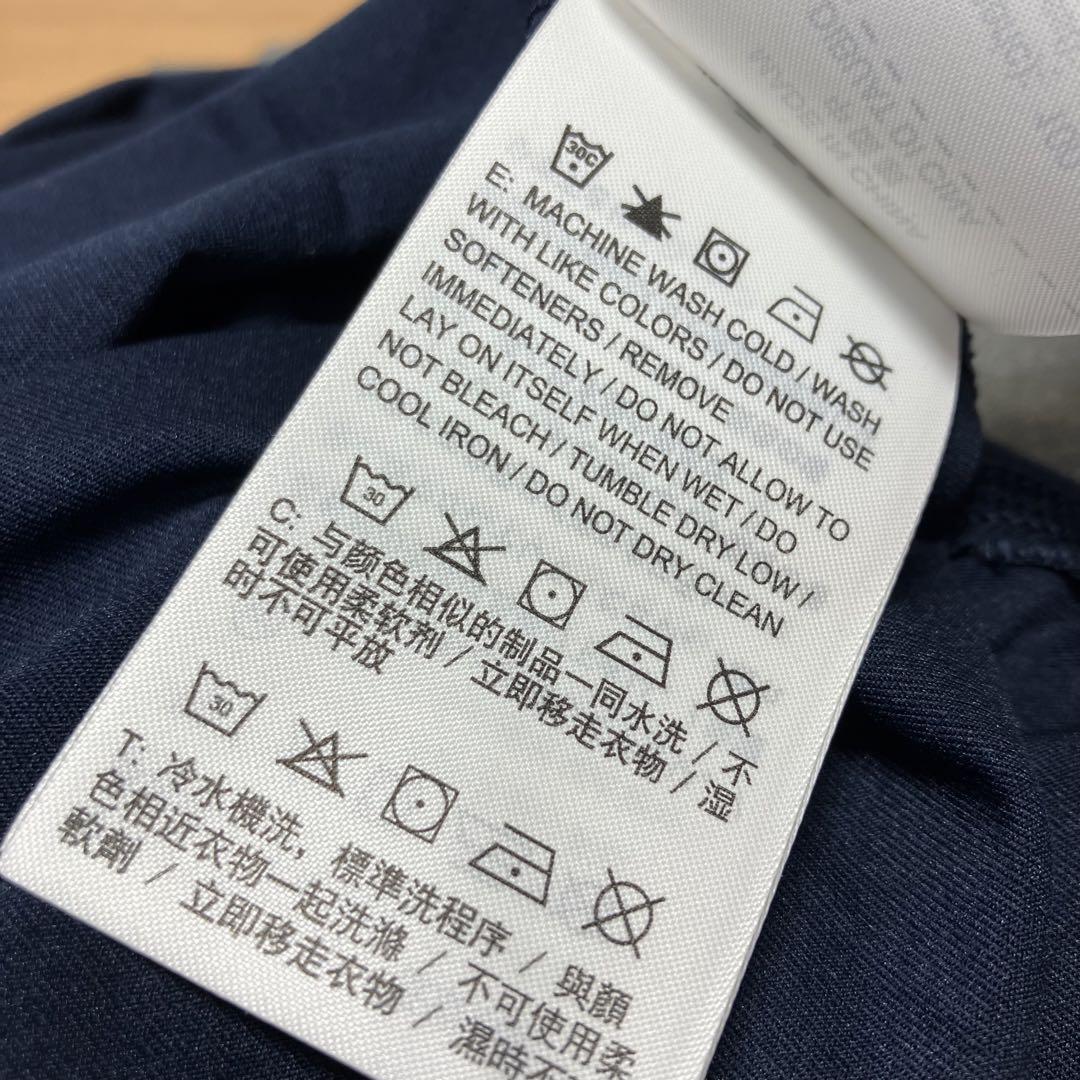 30C
E: MACHINE WASH COLD / WASH
WITH LIKE COLORS / DO NOT USE
SOFTENERS / REMOVE
IMMEDIATELY / DO NOT ALLOW TO
LAY ON ITSELF WHEN WET / DO
NOT BLEACH / TUMBLE DRY LOW /
COOL IRON / DO NOT DRY CLEAN
30
C: 与颜色相似的制品一同水洗 / 不
可使用柔软剂 / 立即移走衣物 / 湿
时不可平放
30
T: 冷水機洗，標準洗程序 / 與顏
色相近衣物一起洗滌 / 不可使用柔
軟劑 / 立即移走衣物 / 濕時不